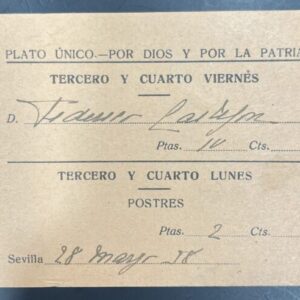 PLATO ÚNICO.—POR DIOS Y POR LA PATRIA
TERCERO Y CUARTO VIERNES
D. Federico
Ptas. 10 Cts.
TERCERO Y CUARTO LUNES
POSTRES
Ptas. 2 Cts.
Sevilla 28 Mayo 38